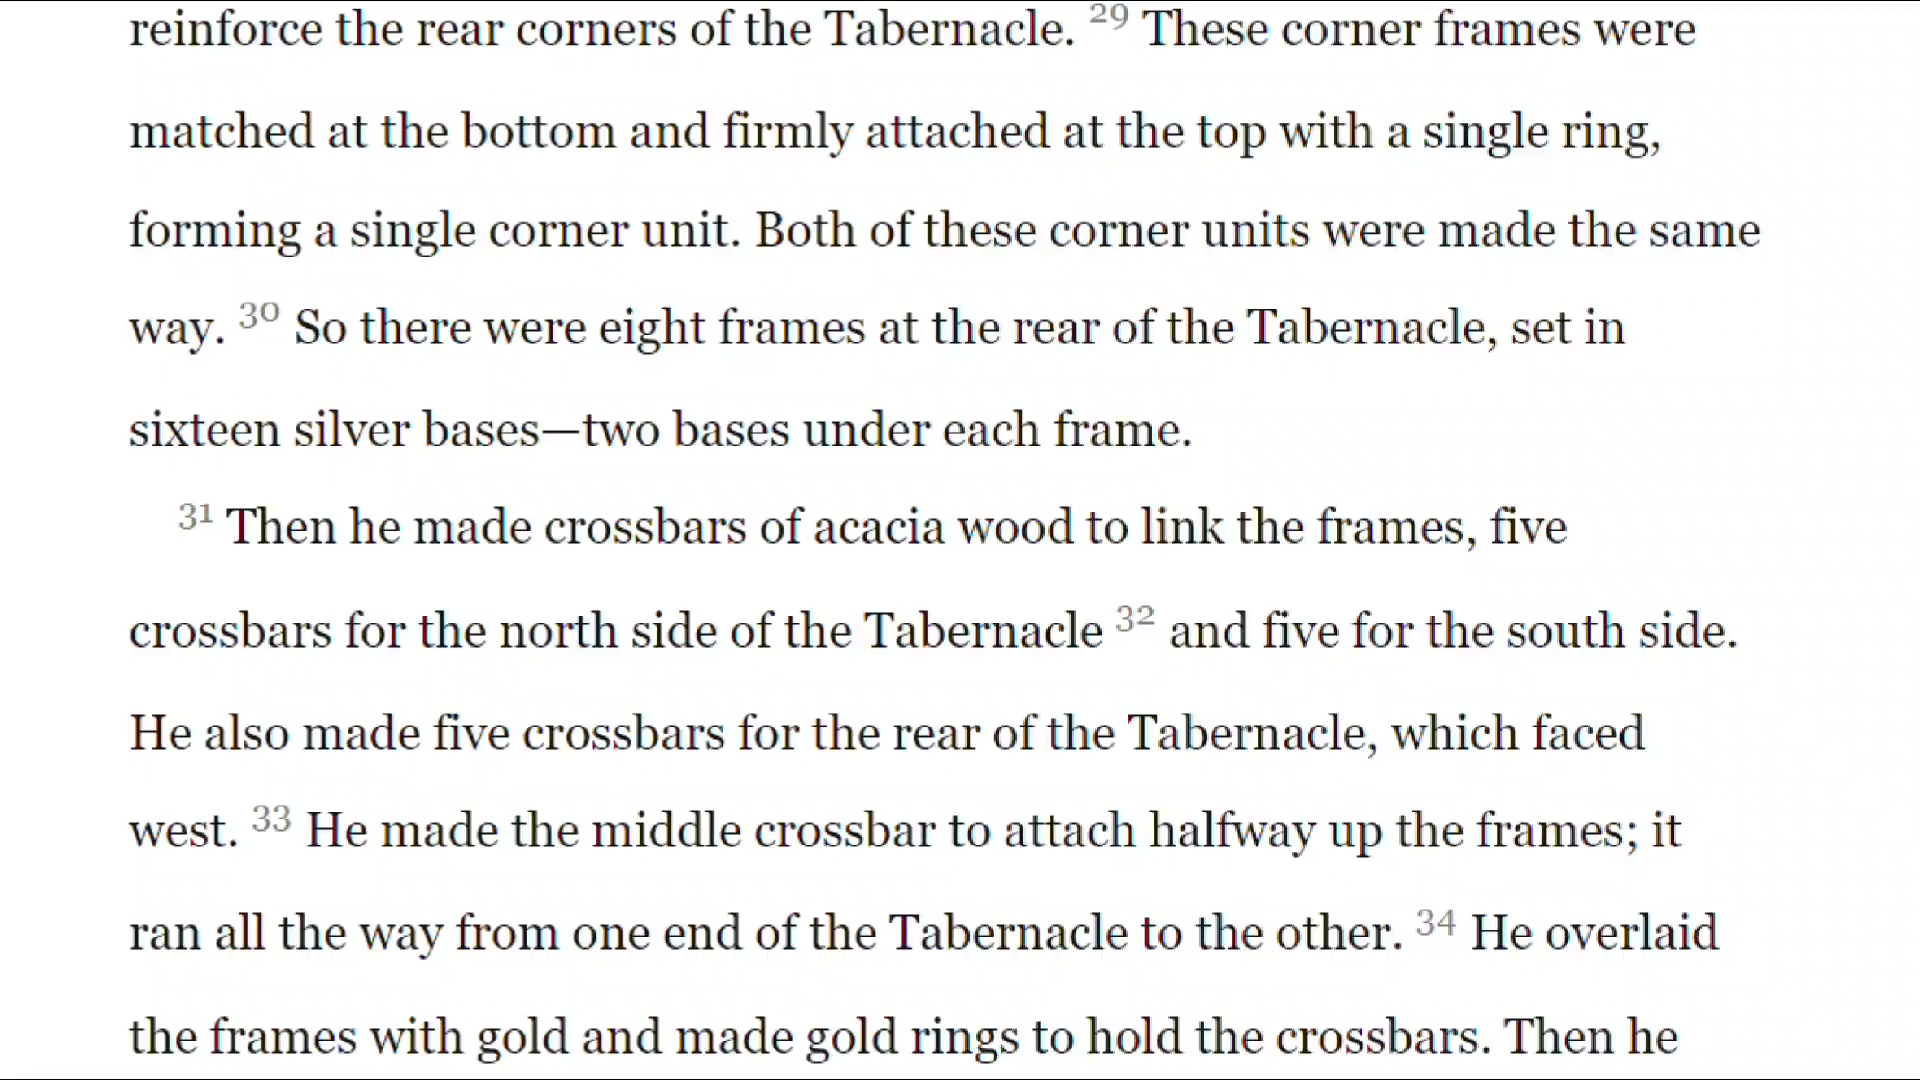 reinforce the rear corners of the Tabernacle. 29 These corner frames were
matched at the bottom and firmly attached at the top with a single ring,
forming a single corner unit. Both of these corner units were made the same
way. 30 So there were eight frames at the rear of the Tabernacle, set in
sixteen silver bases—two bases under each frame.
31 Then he made crossbars of acacia wood to link the frames, five
crossbars for the north side of the Tabernacle 32 and five for the south side.
He also made five crossbars for the rear of the Tabernacle, which faced
west. 33 He made the middle crossbar to attach halfway up the frames; it
ran all the way from one end of the Tabernacle to the other. 34 He overlaid
the frames with gold and made gold rings to hold the crossbars. Then he